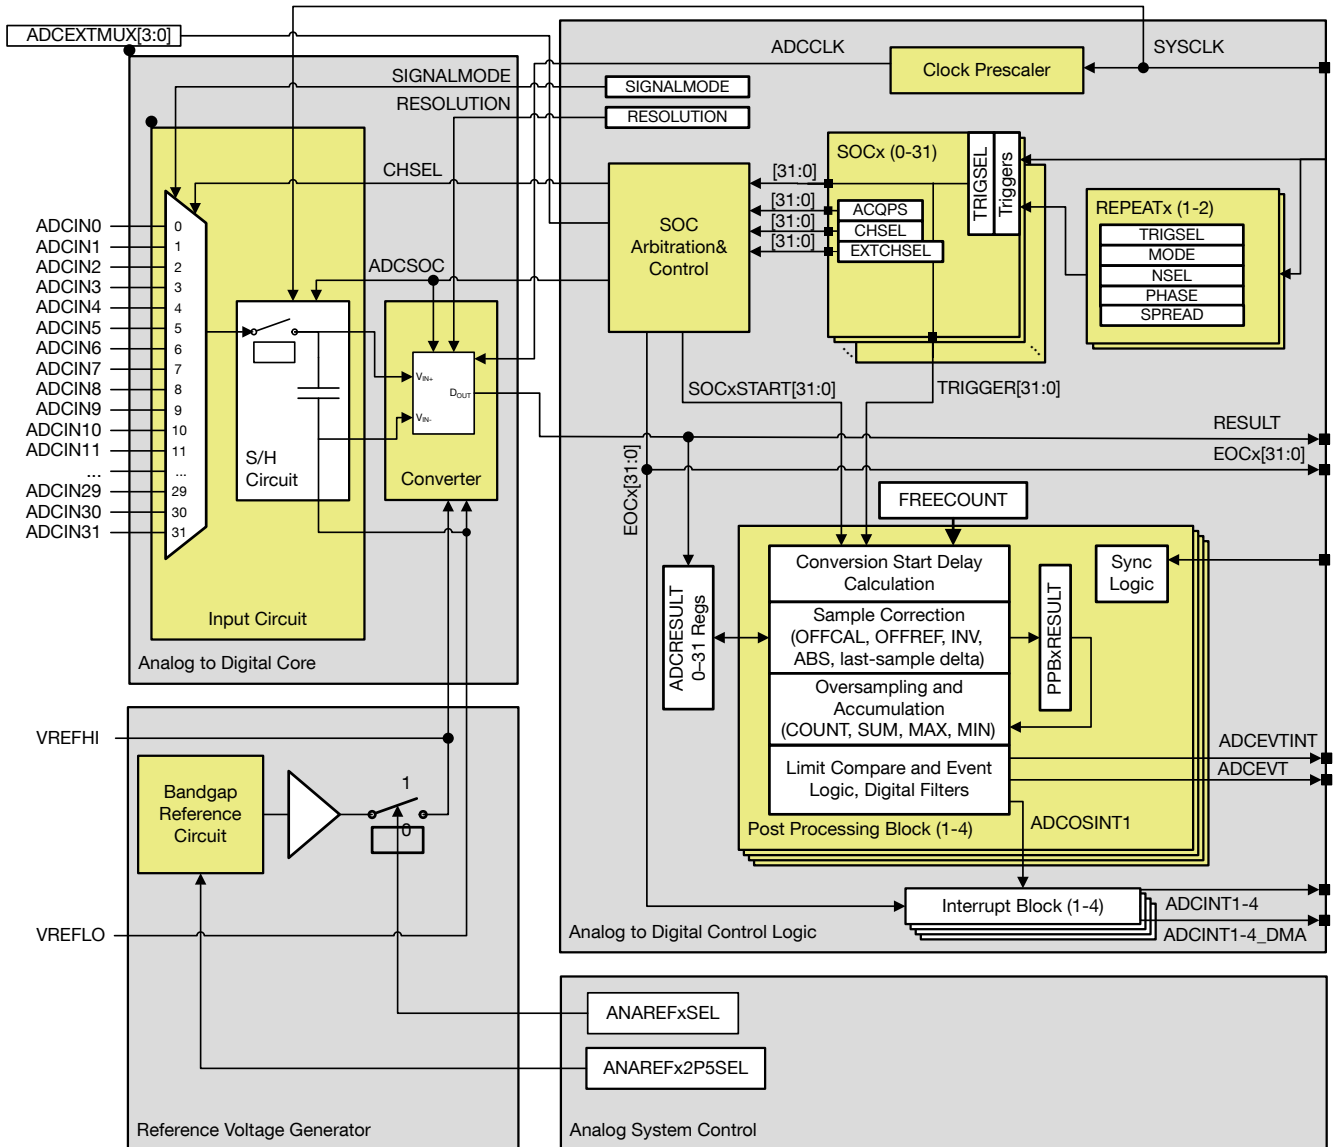 ADCEXTMUX[3:0]
ADCCLK
SYSCLK
Clock Prescaler
SIGNALMODE
SIGNALMODE
RESOLUTION
RESOLUTION
SOCx (0-31)
TRIGSEL
Triggers
CHSEL
[31:0]
[31:0]
[31:0]
[31:0]
ACQPS
CHSEL
EXTCHSEL
SOC
Arbitration&
Control
REPEATx (1-2)
TRIGSEL
MODE
NSEL
PHASE
SPREAD
ADCIN0
0
ADCIN1
1
ADCIN2
2
ADCIN3
3
ADCIN4
4
ADCIN5
5
ADCIN6
6
ADCIN7
7
ADCIN8
8
ADCIN9
9
ADCIN10
10
ADCIN11
11
...
...
ADCIN29
29
ADCIN30
30
ADCIN31
31
ADCSOC
VIN+
DOUT
VIN-
S/H
Circuit
Converter
Input Circuit
Analog to Digital Core
SOCxSTART[31:0]
TRIGGER[31:0]
RESULT
EOCx[31:0]
EOCx[31:0]
FREECOUNT
Conversion Start Delay
Calculation
Sync
Logic
ADCRESULT
0–31 Regs
Sample Correction
(OFFCAL, OFFREF, INV,
ABS, last-sample delta)
PPBxRESULT
Oversampling and
Accumulation
(COUNT, SUM, MAX, MIN)
ADCEVTINT
ADCEVT
Limit Compare and Event
Logic, Digital Filters
Post Processing Block (1-4)
ADCOSINT1
Interrupt Block (1-4)
ADCINT1-4
ADCINT1-4_DMA
Analog to Digital Control Logic
VREFHI
Bandgap
Reference
Circuit
1
0
VREFLO
ANAREFxSEL
ANAREFx2P5SEL
Reference Voltage Generator
Analog System Control